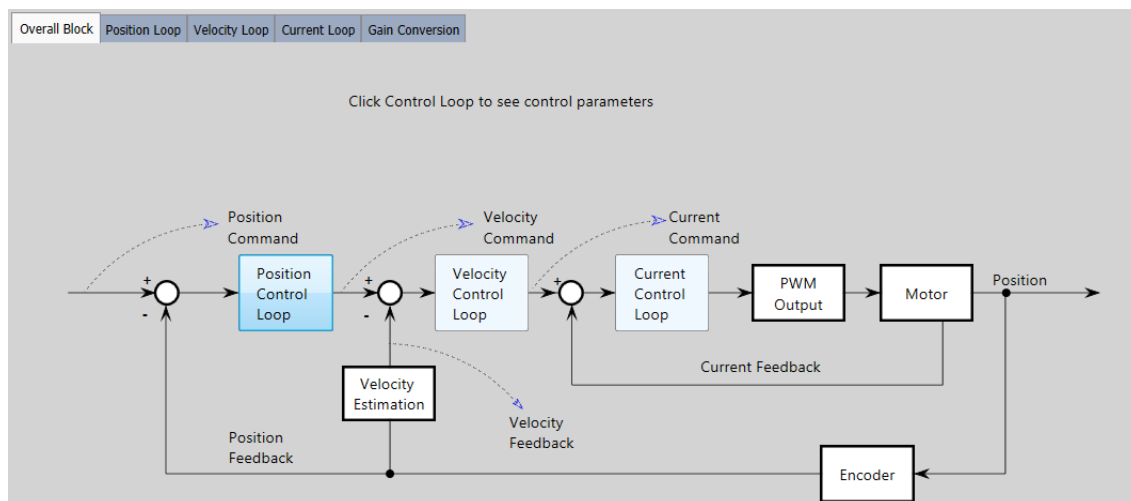 Overall Block
Position Loop
Velocity Loop
Current Loop
Gain Conversion
Click Control Loop to see control parameters
Position
Command
Velocity
Command
Current
Command
+
-
Position
Control
Loop
+
-
Velocity
Control
Loop
+
Current
Control
Loop
PWM
Output
Motor
Position
Current Feedback
Velocity
Estimation
Velocity
Feedback
Position
Feedback
Encoder